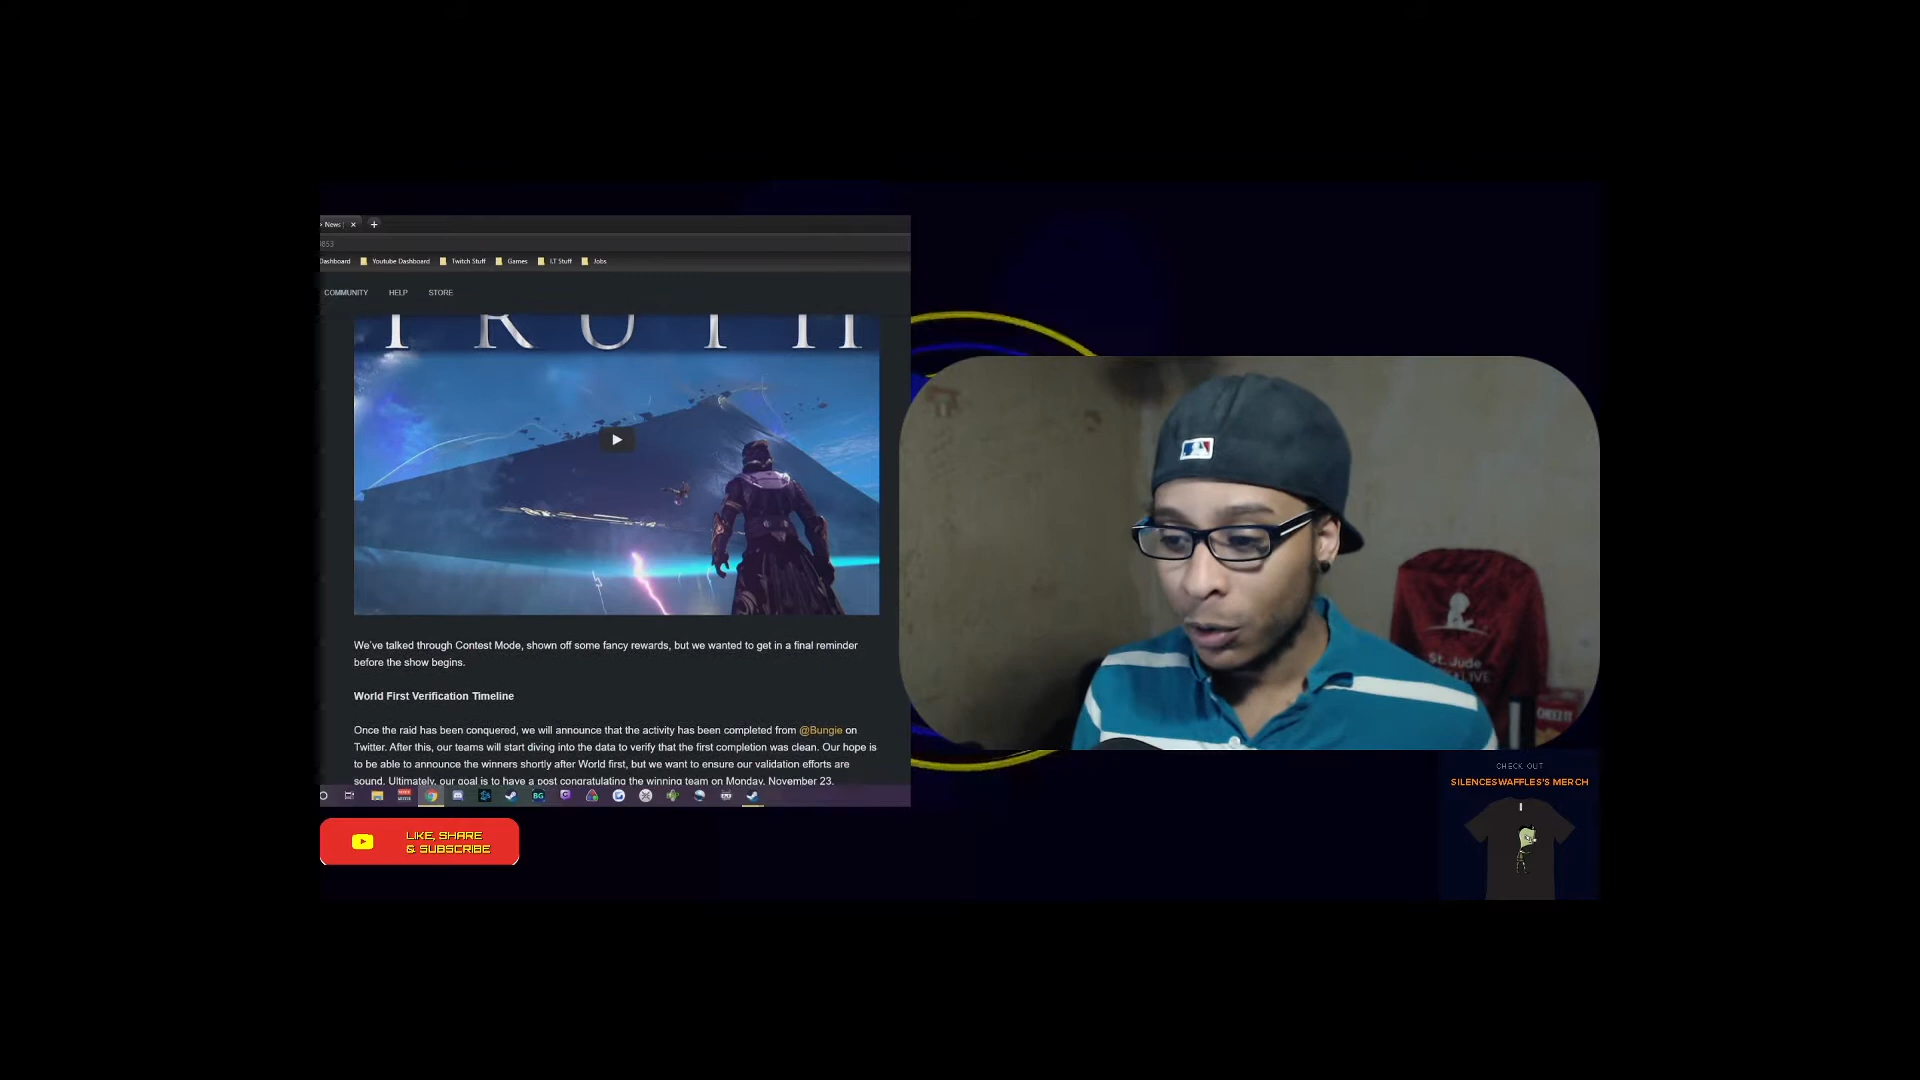 News |
053
Dashboard
Youtube Dashboard
Twitch Stuff
Games
I.T Stuff
Jobs
COMMUNITY
HELP
STORE
TRUTH
We've talked through Contest Mode, shown off some fancy rewards, but we wanted to get in a final reminder
before the show begins.
World First Verification Timeline
Once the raid has been conquered, we will announce that the activity has been completed from @Bungie on
Twitter. After this, our teams will start diving into the data to verify that the first completion was clean. Our hope is
to be able to announce the winners shortly after World first, but we want to ensure our validation efforts are
sound. Ultimately, our goal is to have a post congratulating the winning team on Monday, November 23.
BG
LIKE, SHARE
& SUBSCRIBE
St. Jude
LIVE
CHEEZ IT
CHECK OUT
SILENCESWAFFLES'S MERCH